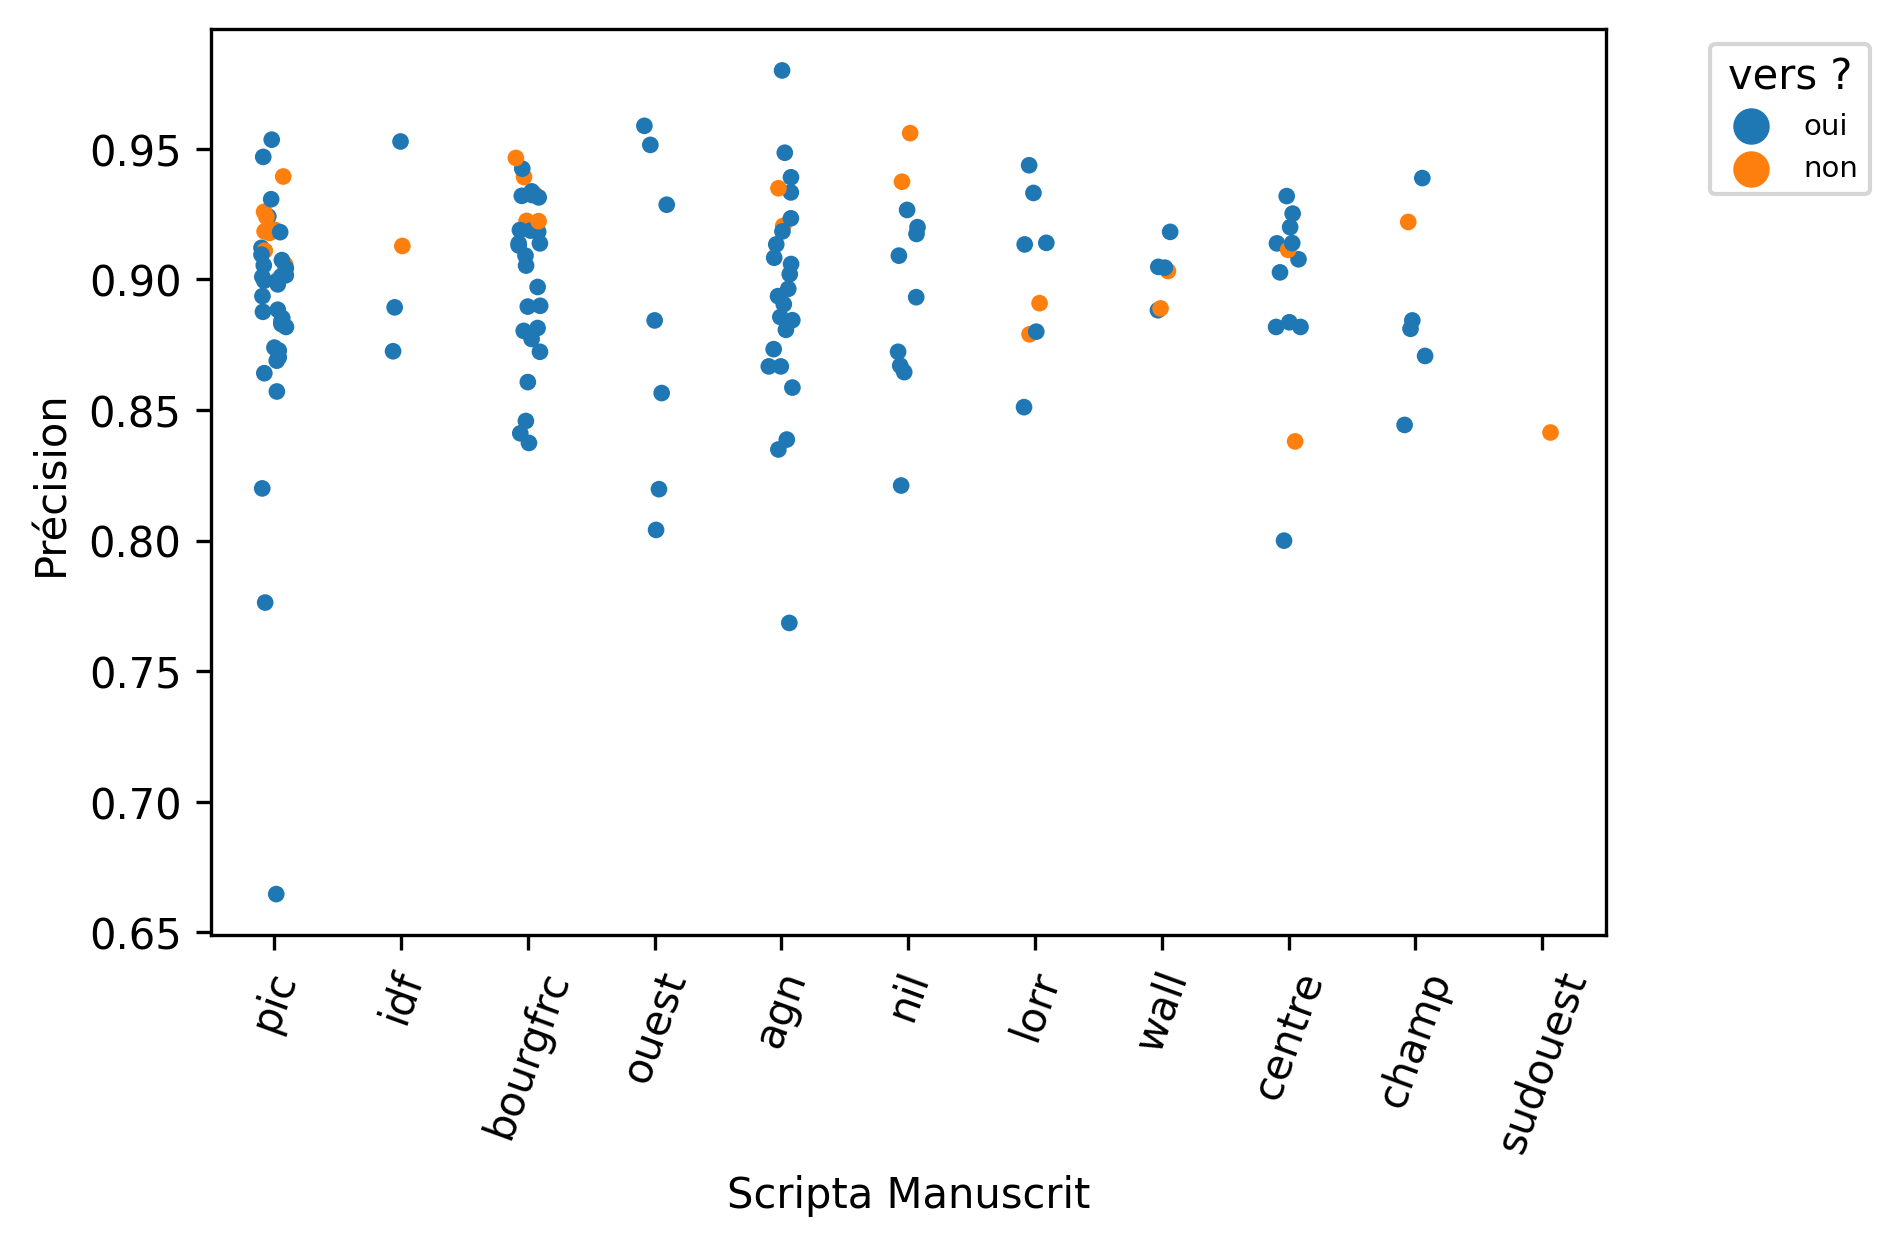 vers ?
oui
non
Précision
0.95
0.90
0.85
0.80
0.75
0.70
0.65
pic
idf
bourgfrc
ouest
agn
nil
lorr
wall
centre
champ
sudouest
Scripta Manuscrit